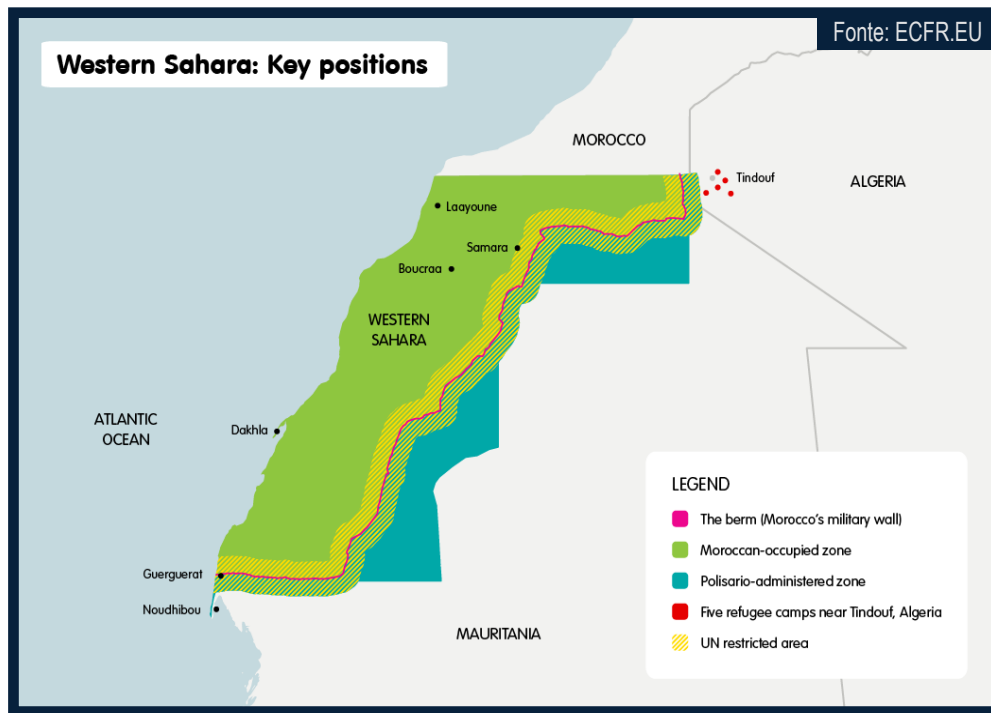 Fonte: ECFR.EU
Western Sahara: Key positions
MOROCCO
Tindouf
ALGERIA
Laayoune
Samara
Boucraa
WESTERN
SAHARA
ATLANTIC
OCEAN
Dakhla
Guerguerat
Noudhibou
MAURITANIA
LEGEND
The berm (Morocco's military wall)
Moroccan-occupied zone
Polisario-administered zone
Five refugee camps near Tindouf, Algeria
UN restricted area